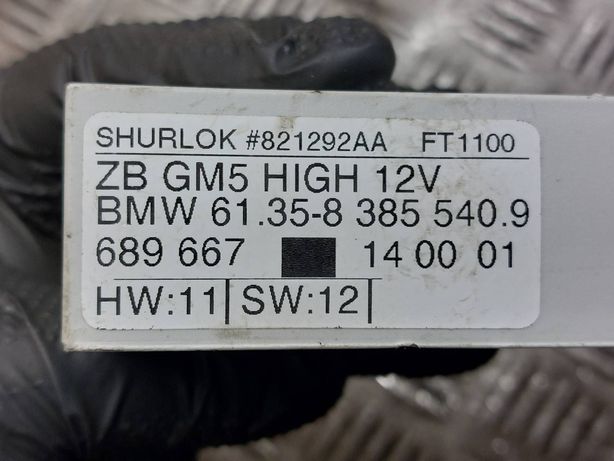 SHURLOK #821292AA FT1100
ZB GM5 HIGH 12V
BMW 61.35-8 385 540.9
689 667 14 00 01
HW:11 SW:12